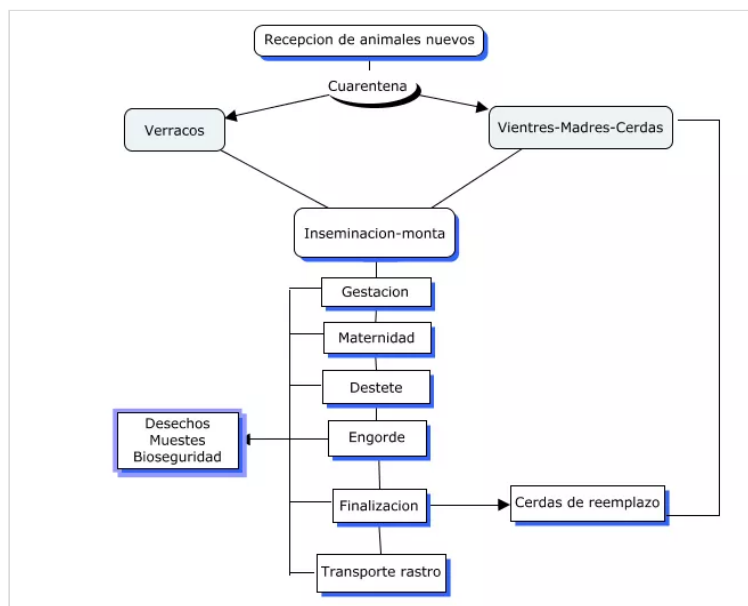 Recepcion de animales nuevos
Cuarentena
Verracos
Vientres-Madres-Cerdas
Inseminacion-monta
Gestacion
Maternidad
Destete
Desechos
Muestes
Bioseguridad
Engorde
Finalizacion
Cerdas de reemplazo
Transporte rastro